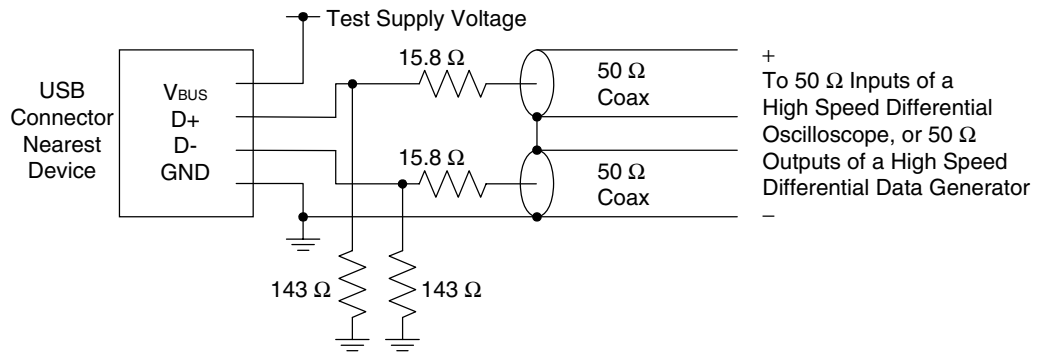 Test Supply Voltage
USB
Connector
Nearest
Device
VBUS
D+
D-
GND
15.8 Ω
50 Ω
Coax
15.8 Ω
50 Ω
Coax
143 Ω
143 Ω
+
To 50 Ω Inputs of a
High Speed Differential
Oscilloscope, or 50 Ω
Outputs of a High Speed
Differential Data Generator
−